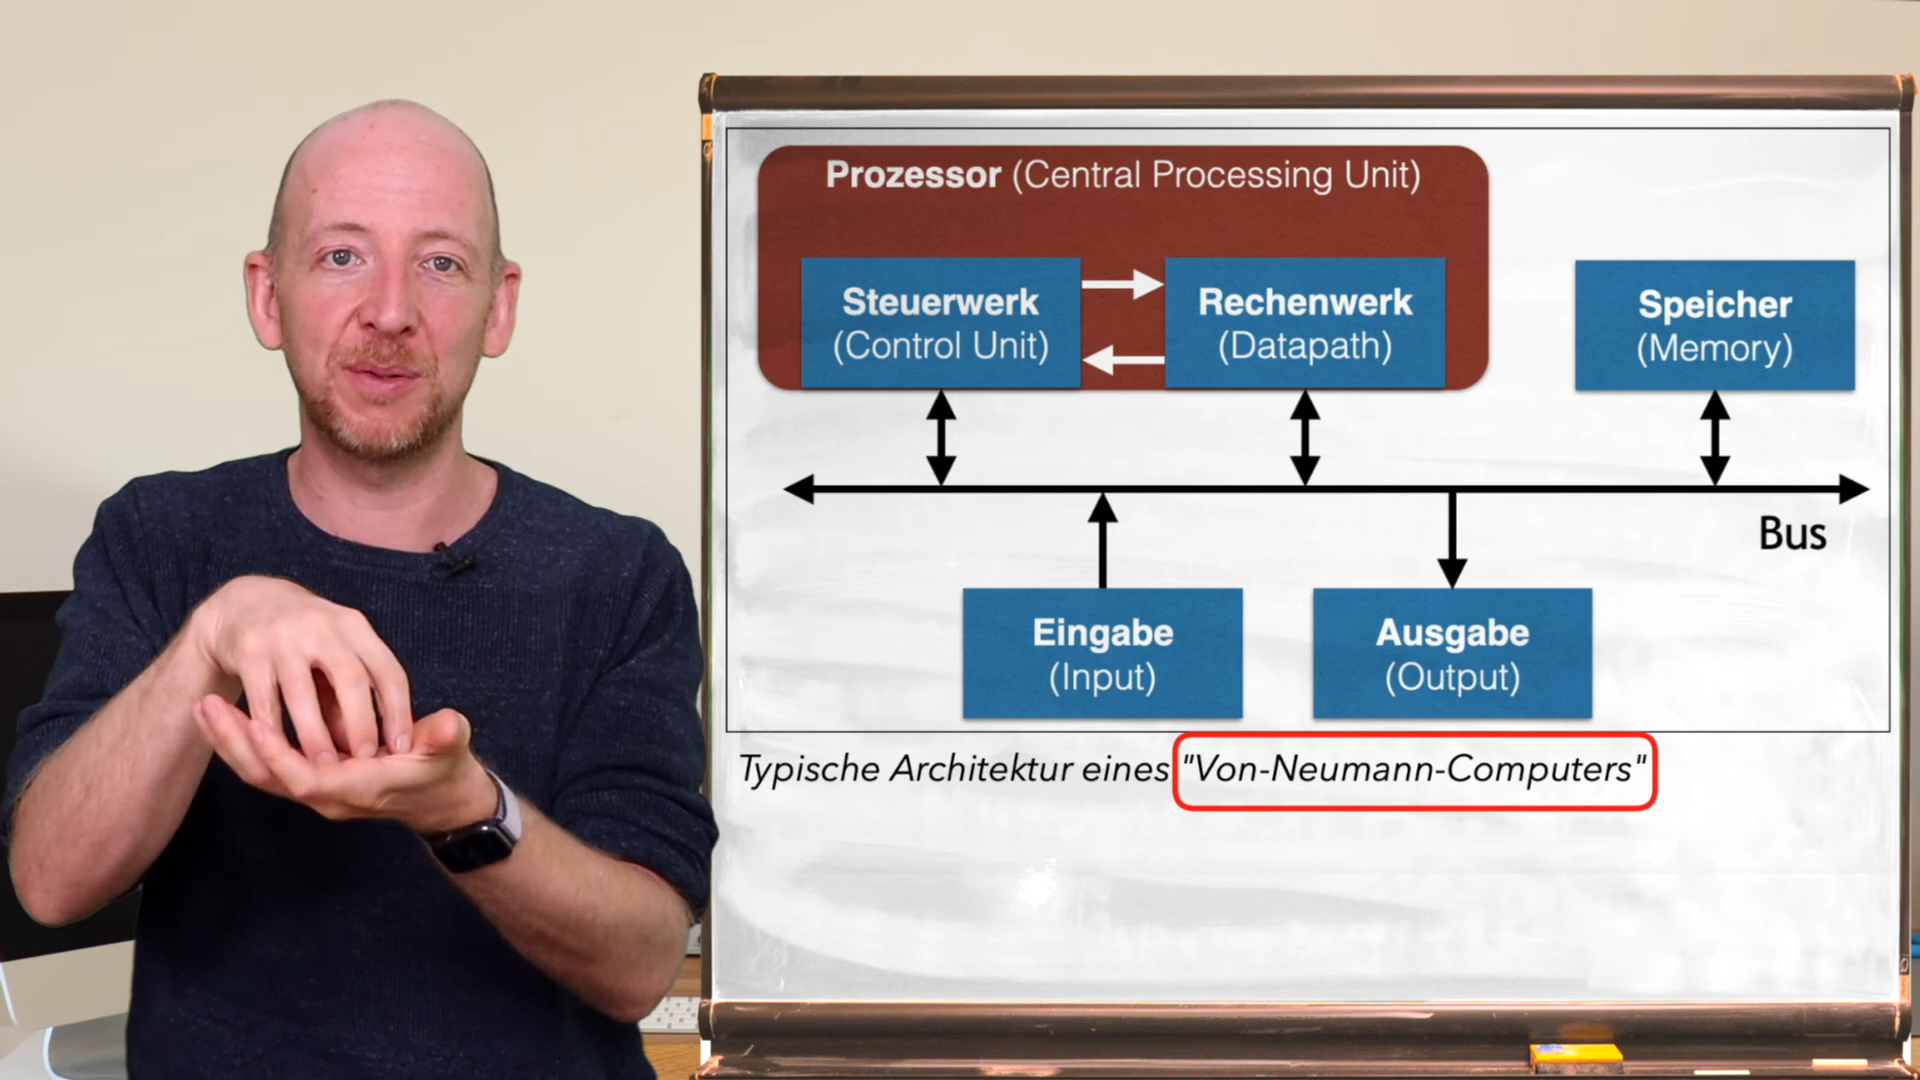 Prozessor (Central Processing Unit)
Steuerwerk
(Control Unit)
Rechenwerk
(Datapath)
Speicher
(Memory)
Bus
Eingabe
(Input)
Ausgabe
(Output)
Typische Architektur eines "Von-Neumann-Computers"